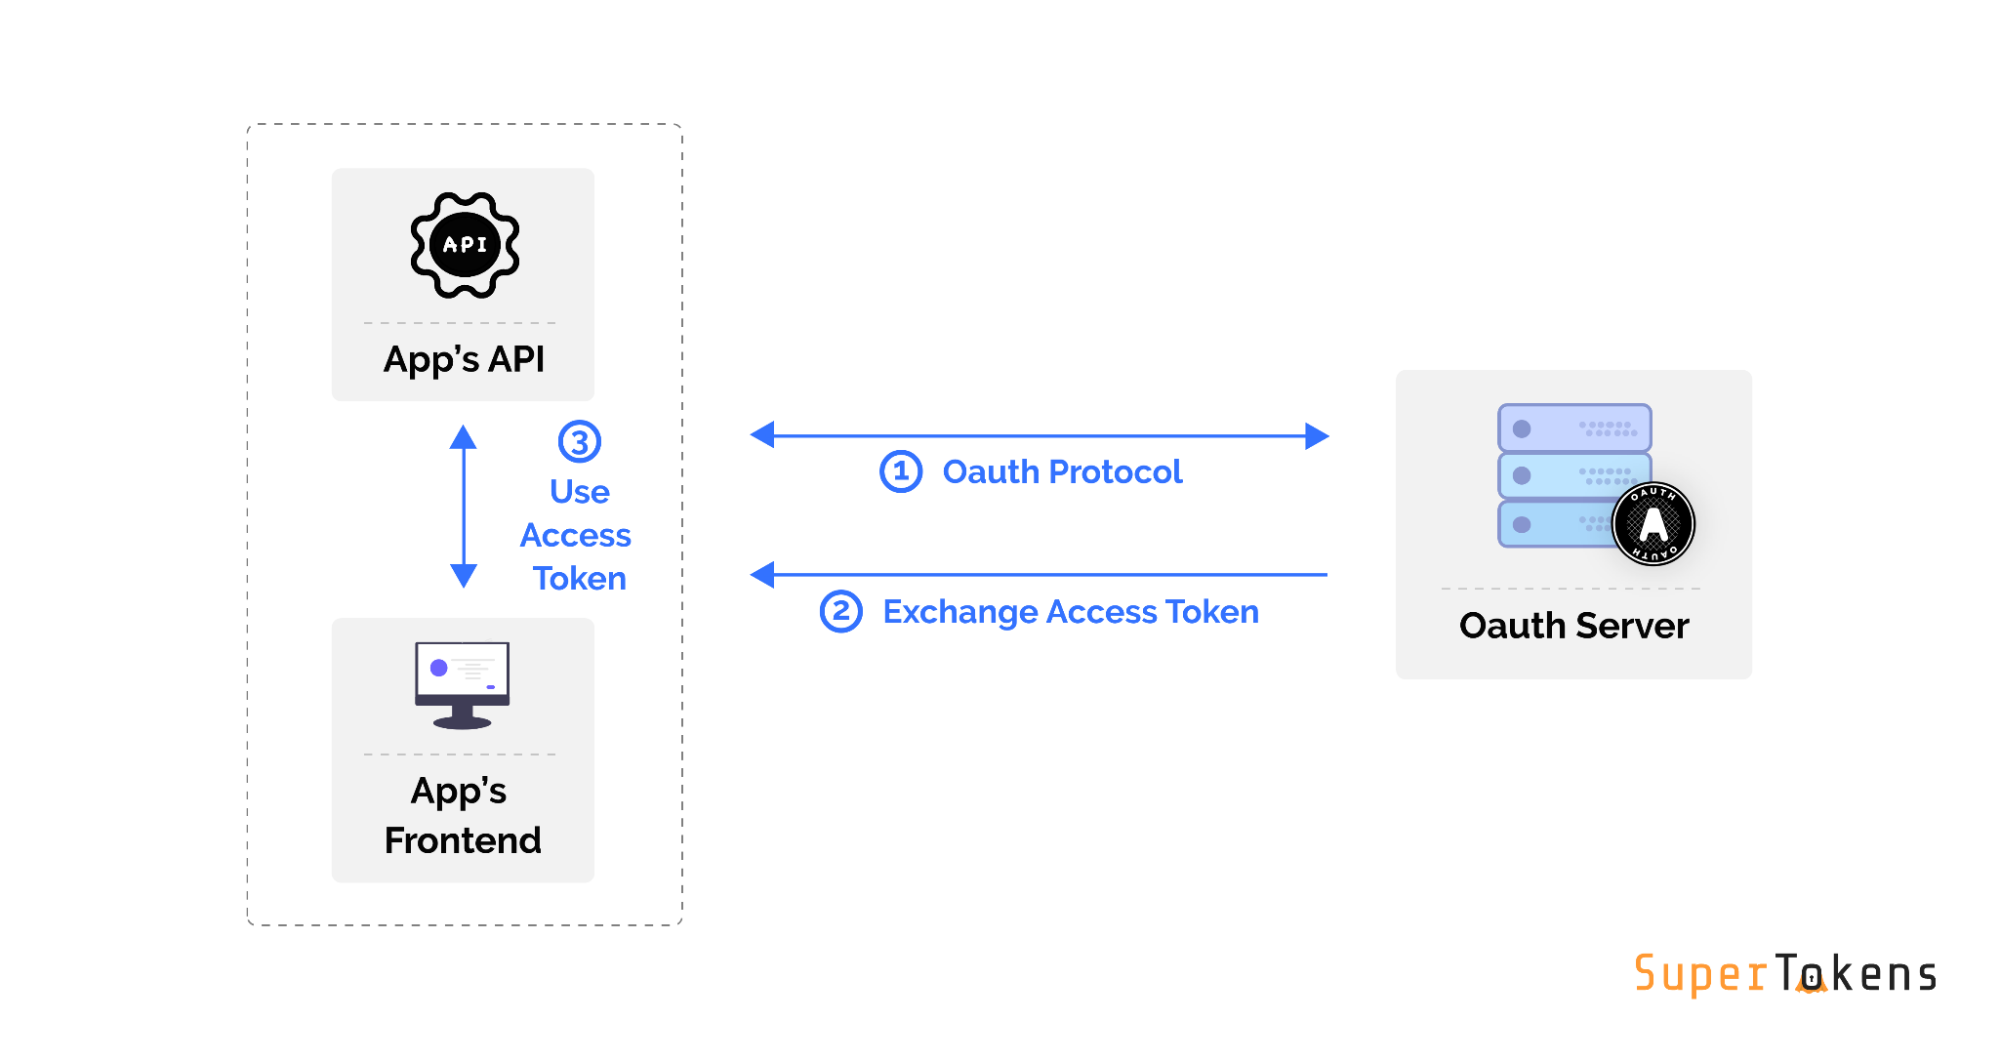 API
App's API
3
Use
Access
Token
App's
Frontend
1 Oauth Protocol
2 Exchange Access Token
OAUTH
A
OAUTH
Oauth Server
SuperTokens